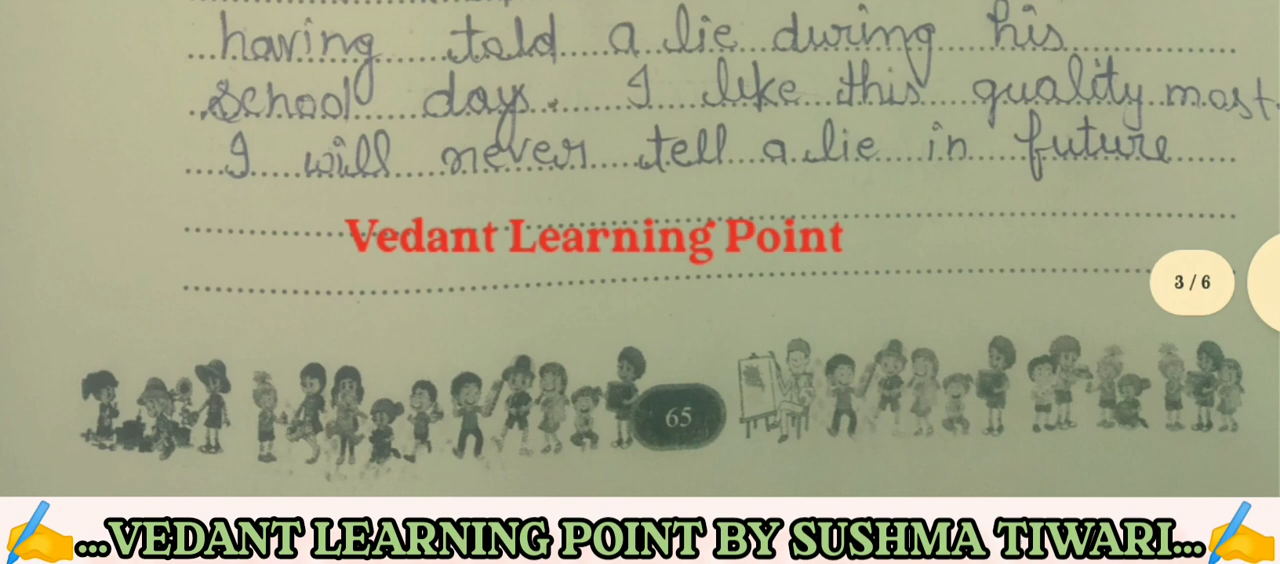 having told a lie during his
school days. I like this quality most.
I will never tell a lie in future
Vedant Learning Point
3 / 6
65
...VEDANT LEARNING POINT BY SUSHMA TIWARI...